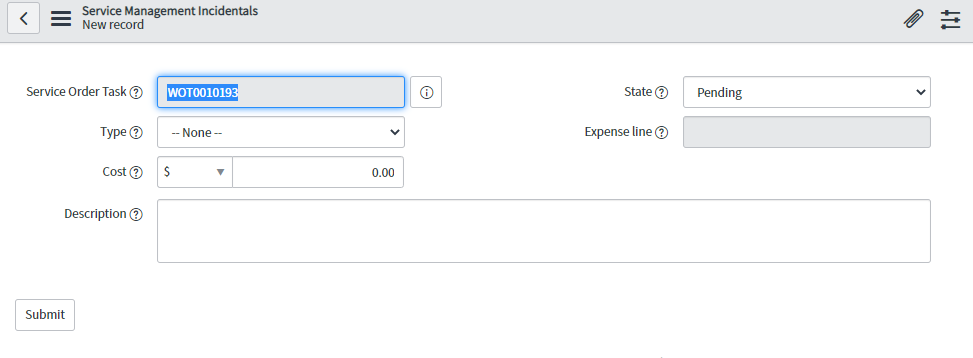 Service Management Incidentals
New record
Service Order Task WOT0010193
State Pending
Type -- None --
Expense line
Cost $ 0.00
Description
Submit